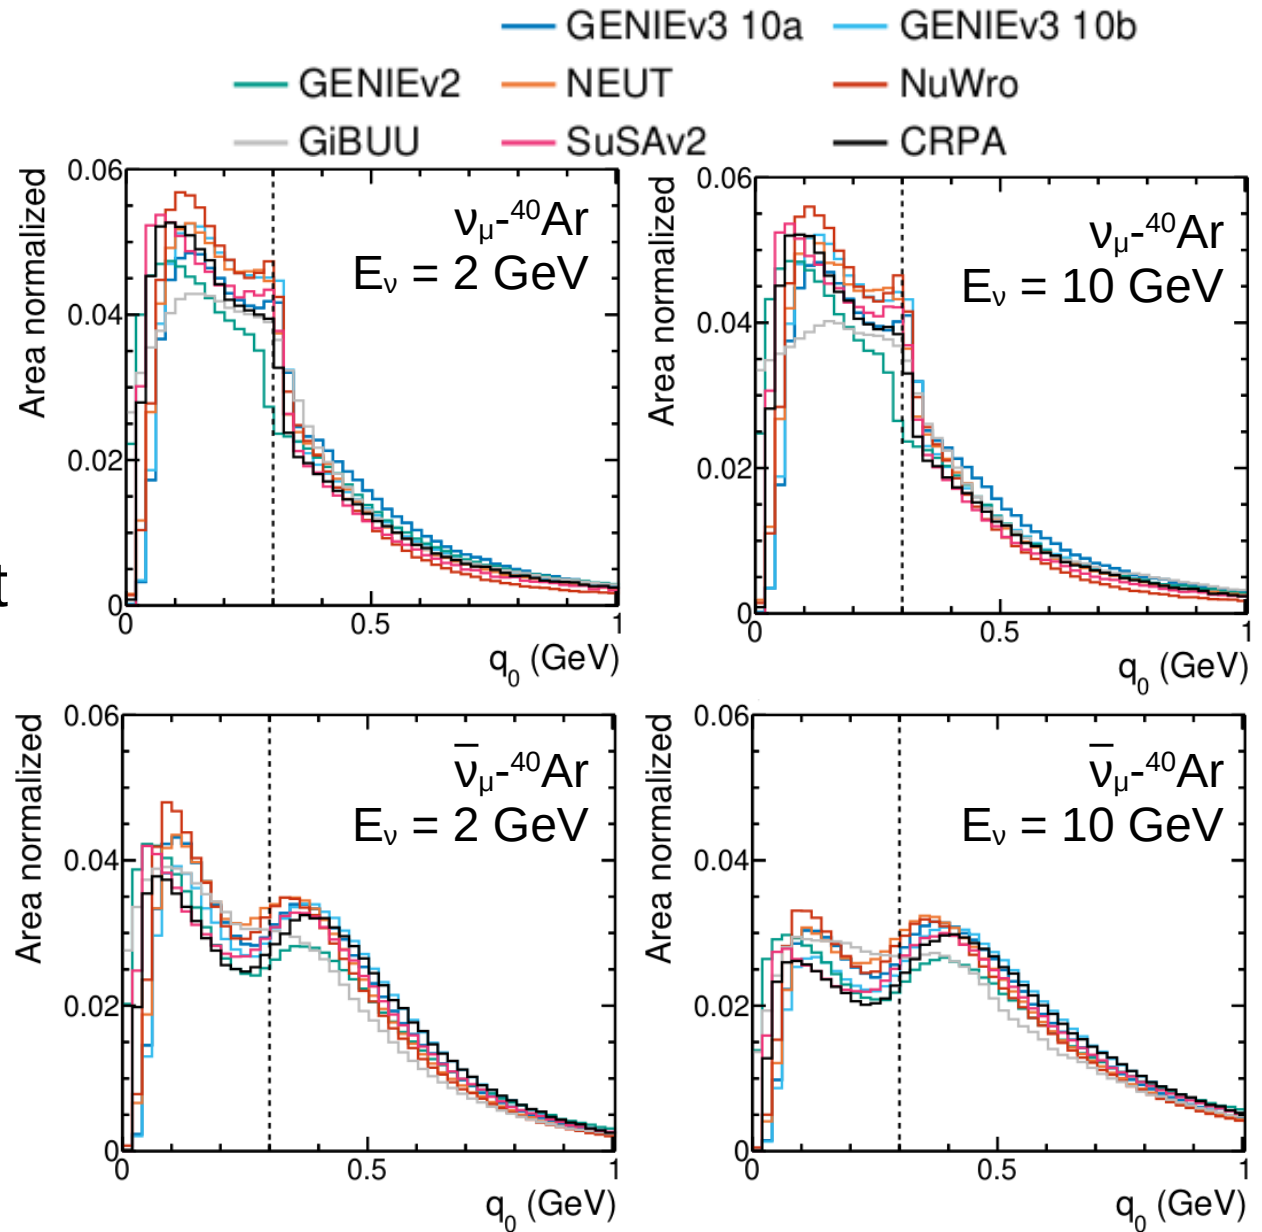 GENIEv3 10a GENIEv3 10b
GENIEv2 NEUT NuWro
GiBUU SuSAv2 CRPA
Area normalized
0.06
0.04
0.02
0
0 0.5 1
q₀ (GeV)
νμ-⁴⁰Ar
Eν = 2 GeV
Area normalized
0.06
0.04
0.02
0
0 0.5 1
q₀ (GeV)
νμ-⁴⁰Ar
Eν = 10 GeV
t
Area normalized
0.06
0.04
0.02
0
0 0.5 1
q₀ (GeV)
ν̅μ-⁴⁰Ar
Eν = 2 GeV
Area normalized
0.06
0.04
0.02
0
0 0.5 1
q₀ (GeV)
ν̅μ-⁴⁰Ar
Eν = 10 GeV